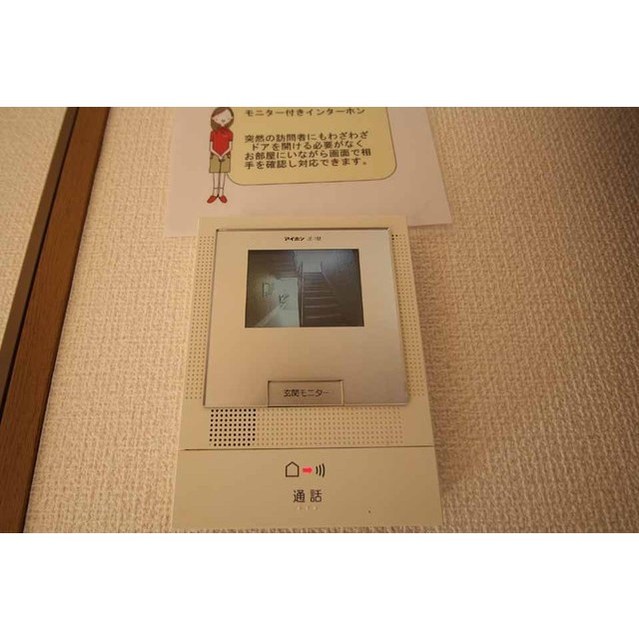 モニター付きインターホン
突然の訪問者にもわざわざ
ドアを開ける必要がなく
お部屋にいながら画面で相
手を確認し対応できます。
アイホン
玄関モニター
通話